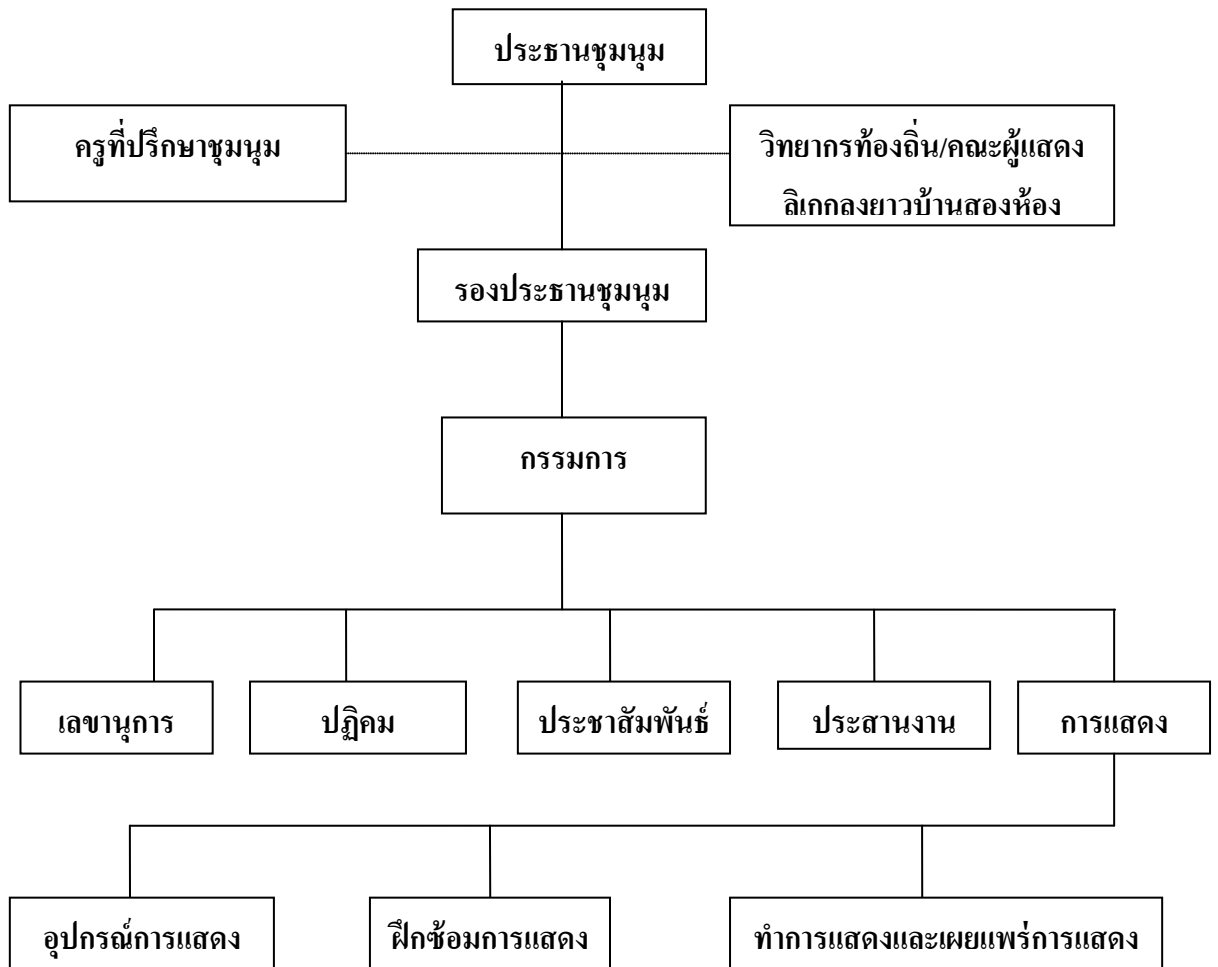 ประธานชุมนุม
ครูที่ปรึกษาชุมนุม
วิทยากรท้องถิ่น/คณะผู้แสดง
ลิเกกลงยาวบ้านสองห้อง
รองประธานชุมนุม
กรรมการ
เลขานุการ
ปฏิคม
ประชาสัมพันธ์
ประสานงาน
การแสดง
อุปกรณ์การแสดง
ฝึกซ้อมการแสดง
ทำการแสดงและเผยแพร่การแสดง